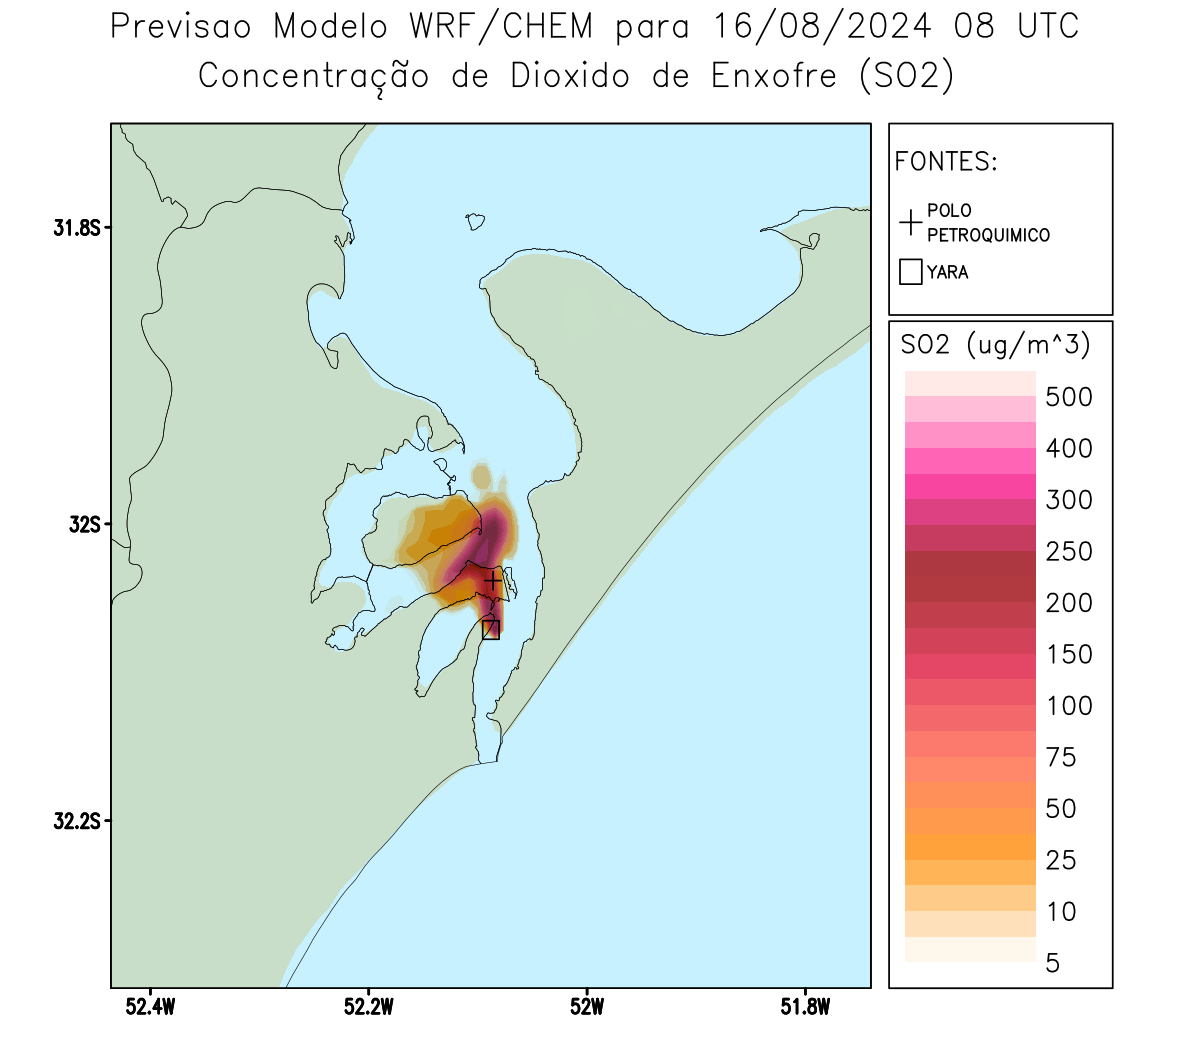 Previsao Modelo WRF/CHEM para 16/08/2024 08 UTC
Concentração de Dioxido de Enxofre (SO2)
FONTES:
POLO
PETROQUIMICO
YARA
SO2 (ug/m^3)
500
400
300
250
200
150
100
75
50
25
10
5
31.8S
32S
32.2S
52.4W
52.2W
52W
51.8W